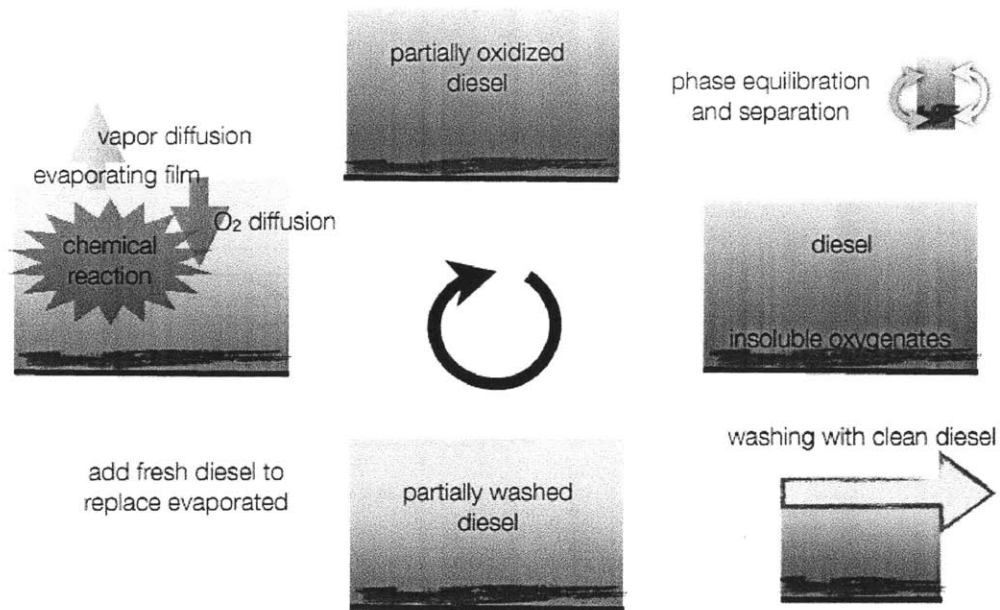 partially oxidized
diesel
phase equilibration
and separation
vapor diffusion
evaporating film
O₂ diffusion
chemical
reaction
diesel
insoluble oxygenates
washing with clean diesel
add fresh diesel to
replace evaporated
partially washed
diesel